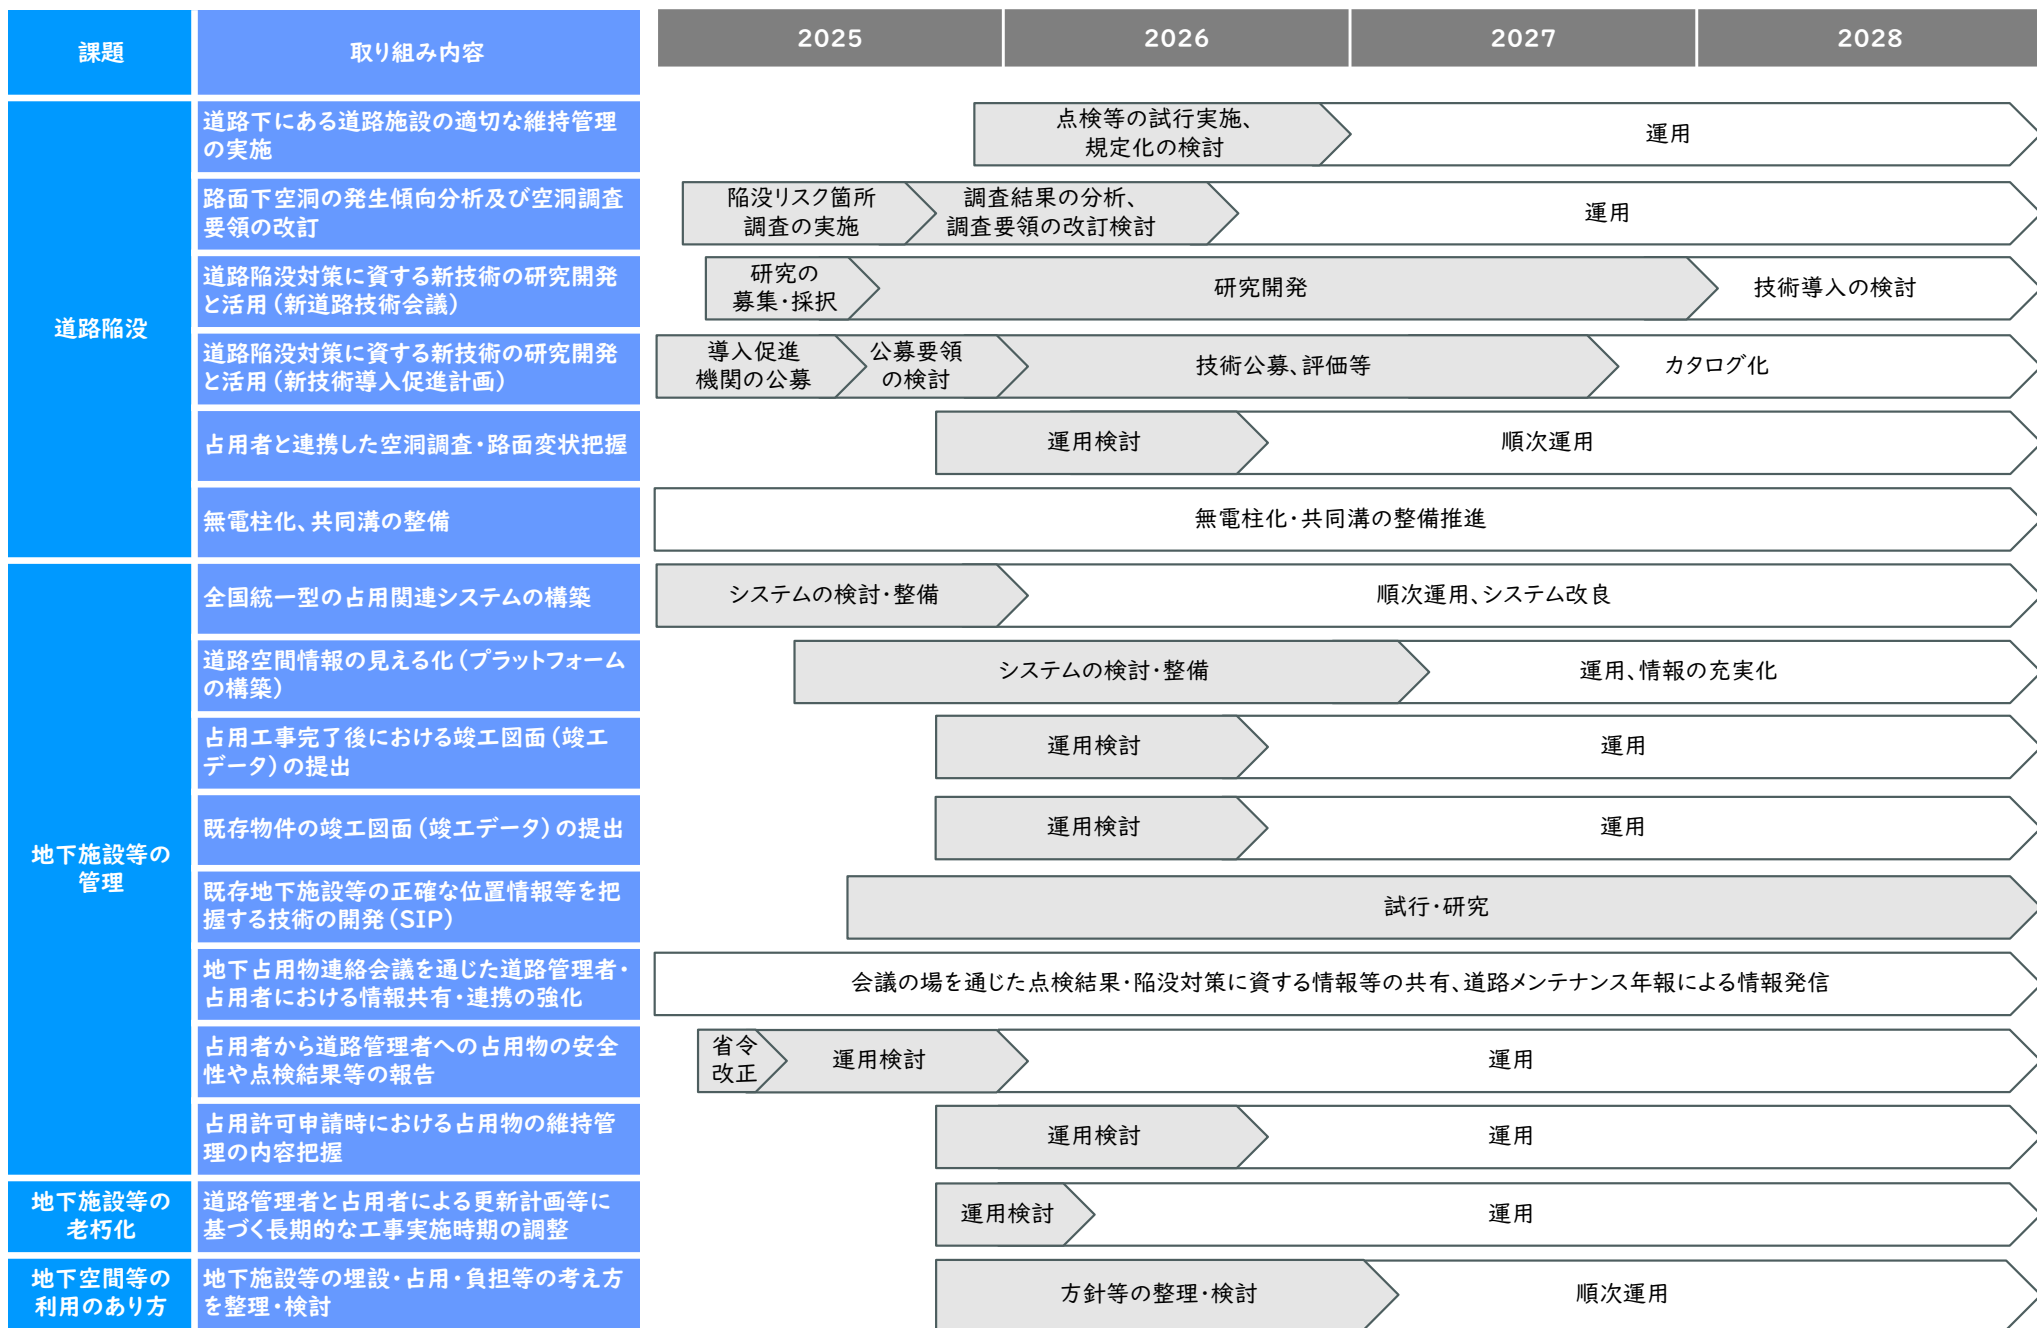 課題
取り組み内容
2025
2026
2027
2028
道路陥没
道路下にある道路施設の適切な維持管理
の実施
点検等の試行実施、
規定化の検討
運用
路面下空洞の発生傾向分析及び空洞調査
要領の改訂
陥没リスク箇所
調査の実施
調査結果の分析、
調査要領の改訂検討
運用
道路陥没対策に資する新技術の研究開発
と活用(新道路技術会議)
研究の
募集・採択
研究開発
技術導入の検討
道路陥没対策に資する新技術の研究開発
と活用(新技術導入促進計画)
導入促進
機関の公募
公募要領
の検討
技術公募、評価等
カタログ化
占用者と連携した空洞調査・路面変状把握
運用検討
順次運用
無電柱化、共同溝の整備
無電柱化・共同溝の整備推進
地下施設等の
管理
全国統一型の占用関連システムの構築
システムの検討・整備
順次運用、システム改良
道路空間情報の見える化(プラットフォーム
の構築)
システムの検討・整備
運用、情報の充実化
占用工事完了後における竣工図面(竣工
データ)の提出
運用検討
運用
既存物件の竣工図面(竣工データ)の提出
運用検討
運用
既存地下施設等の正確な位置情報等を把
握する技術の開発(SIP)
試行・研究
地下占用物連絡会議を通じた道路管理者・
占用者における情報共有・連携の強化
会議の場を通じた点検結果・陥没対策に資する情報等の共有、道路メンテナンス年報による情報発信
占用者から道路管理者への占用物の安全
性や点検結果等の報告
省令
改正
運用検討
運用
占用許可申請時における占用物の維持管
理の内容把握
運用検討
運用
地下施設等の
老朽化
道路管理者と占用者による更新計画等に
基づく長期的な工事実施時期の調整
運用検討
運用
地下空間等の
利用のあり方
地下施設等の埋設・占用・負担等の考え方
を整理・検討
方針等の整理・検討
順次運用